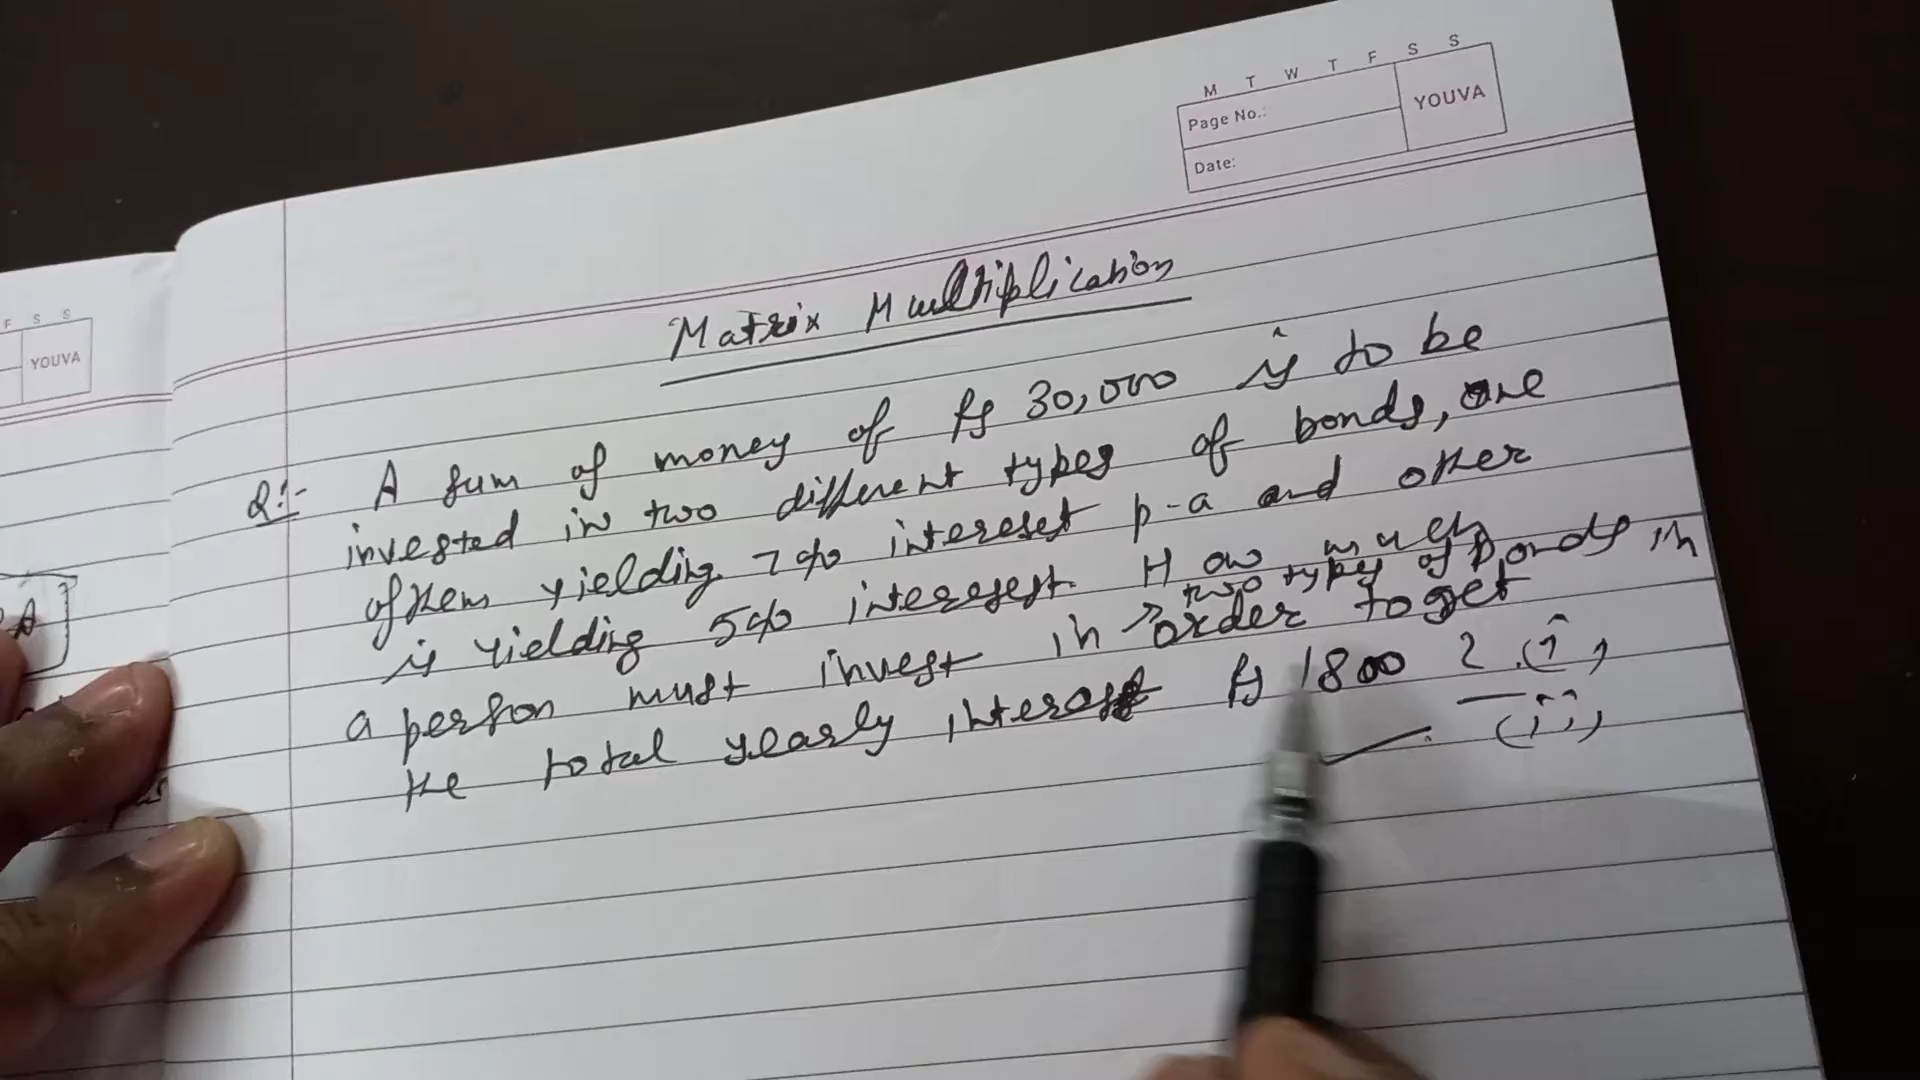 M T W T F S S
Page No.:
YOUVA
Date:
F S S
YOUVA
Matrix Multiplication
Q:- A sum of money of Rs 30,000 is to be
invested in two different types of bonds, one
of them yielding 7% intereset p-a and other
is yielding 5% interesest. How much
two types of Bonds in
a person must invest in order to get
the total yearly interest Rs 1800 ? (i),
(ii),